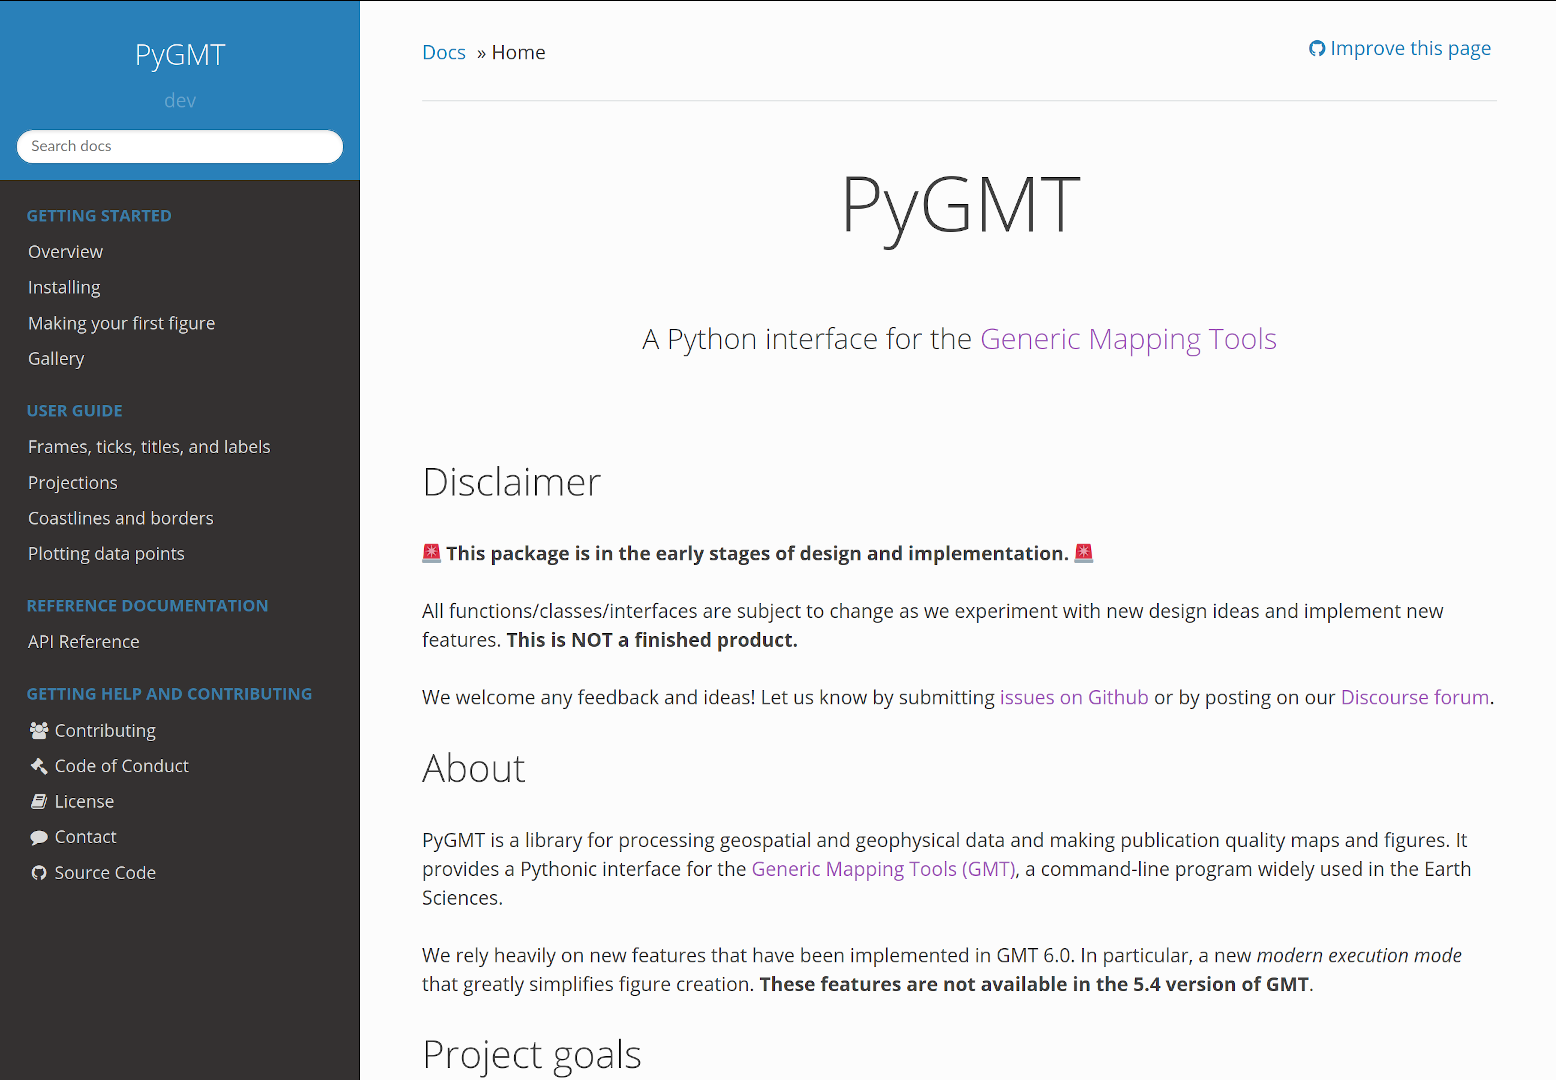 PyGMT
dev
Search docs
GETTING STARTED
Overview
Installing
Making your first figure
Gallery
USER GUIDE
Frames, ticks, titles, and labels
Projections
Coastlines and borders
Plotting data points
REFERENCE DOCUMENTATION
API Reference
GETTING HELP AND CONTRIBUTING
Contributing
Code of Conduct
License
Contact
Source Code
Docs » Home
Improve this page
PyGMT
A Python interface for the Generic Mapping Tools
Disclaimer
🚨 This package is in the early stages of design and implementation. 🚨
All functions/classes/interfaces are subject to change as we experiment with new design ideas and implement new
features. This is NOT a finished product.
We welcome any feedback and ideas! Let us know by submitting issues on Github or by posting on our Discourse forum.
About
PyGMT is a library for processing geospatial and geophysical data and making publication quality maps and figures. It
provides a Pythonic interface for the Generic Mapping Tools (GMT), a command-line program widely used in the Earth
Sciences.
We rely heavily on new features that have been implemented in GMT 6.0. In particular, a new modern execution mode
that greatly simplifies figure creation. These features are not available in the 5.4 version of GMT.
Project goals